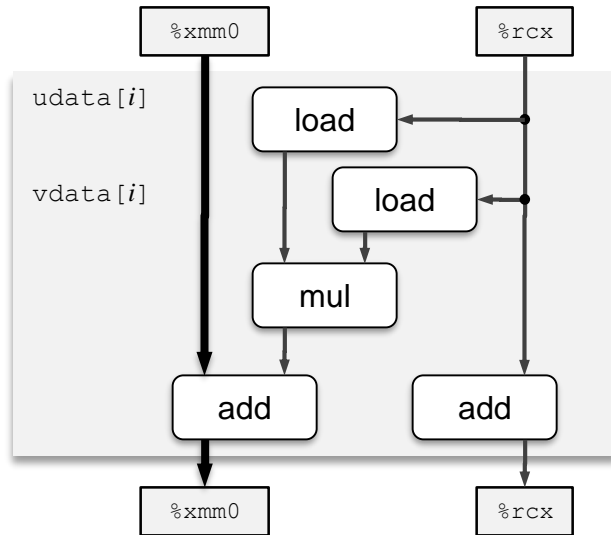 %xmm0 %rcx
udata[i] load
vdata[i] load
mul
add add
%xmm0 %rcx